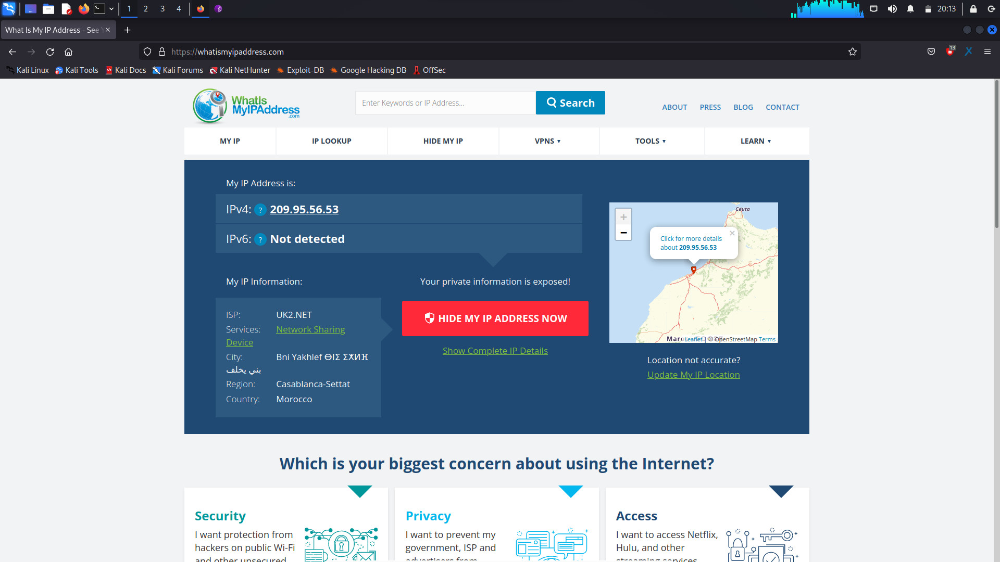 1 2 3 4 20:13
What Is My IP Address - See
https://whatismyipaddress.com 13
Kali Linux Kali Tools Kali Docs Kali Forums Kali NetHunter Exploit-DB Google Hacking DB OffSec
WhatIs
MyIPAddress
.com
Enter Keywords or IP Address...
Search
ABOUT PRESS BLOG CONTACT
MY IP IP LOOKUP HIDE MY IP VPNS ▾ TOOLS ▾ LEARN ▾
My IP Address is:
IPv4: ? 209.95.56.53
IPv6: ? Not detected
My IP Information:
ISP: UK2.NET
Services: Network Sharing
Device
City: Bni Yakhlef ⴱⵏⵉ ⵉⵅⵍⴼ
بني يخلف
Region: Casablanca-Settat
Country: Morocco
Your private information is exposed!
HIDE MY IP ADDRESS NOW
Show Complete IP Details
+
−
Ceuta
Click for more details
about 209.95.56.53
×
Leaflet | © OpenStreetMap Terms
Location not accurate?
Update My IP Location
Which is your biggest concern about using the Internet?
Security
I want protection from
hackers on public Wi-Fi
and other unsecured
Privacy
I want to prevent my
government, ISP and
advertisers from
Access
I want to access Netflix,
Hulu, and other
streaming services